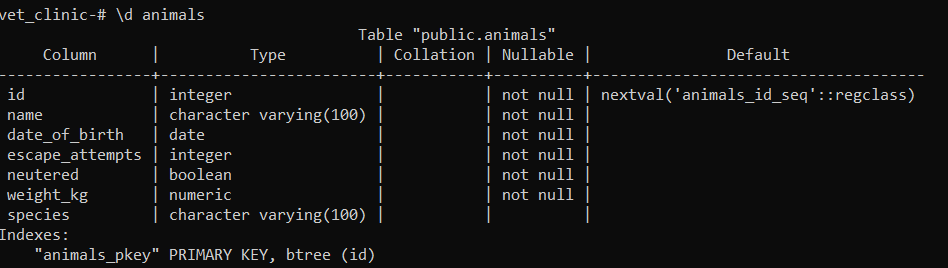 vet_clinic-# \d animals
                                      Table "public.animals"
     Column      |          Type          | Collation | Nullable |               Default
-----------------+------------------------+-----------+----------+-------------------------------------
 id              | integer                |           | not null | nextval('animals_id_seq'::regclass)
 name            | character varying(100) |           | not null |
 date_of_birth   | date                   |           | not null |
 escape_attempts | integer                |           | not null |
 neutered        | boolean                |           | not null |
 weight_kg       | numeric                |           | not null |
 species         | character varying(100) |           |          |
Indexes:
    "animals_pkey" PRIMARY KEY, btree (id)